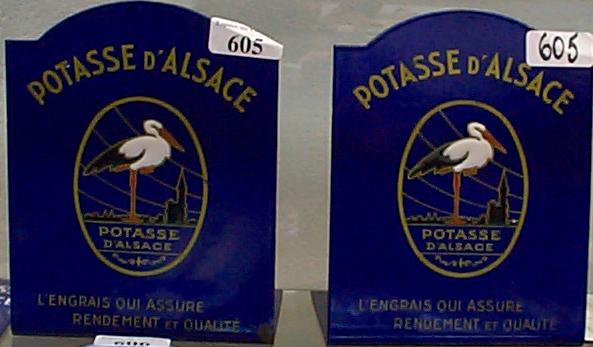 605
POTASSE D'ALSACE
POTASSE
D'ALSACE
L'ENGRAIS QUI ASSURE
RENDEMENT ET QUALITÉ
605
POTASSE D'ALSACE
POTASSE
D'ALSACE
L'ENGRAIS QUI ASSURE
RENDEMENT ET QUALITÉ